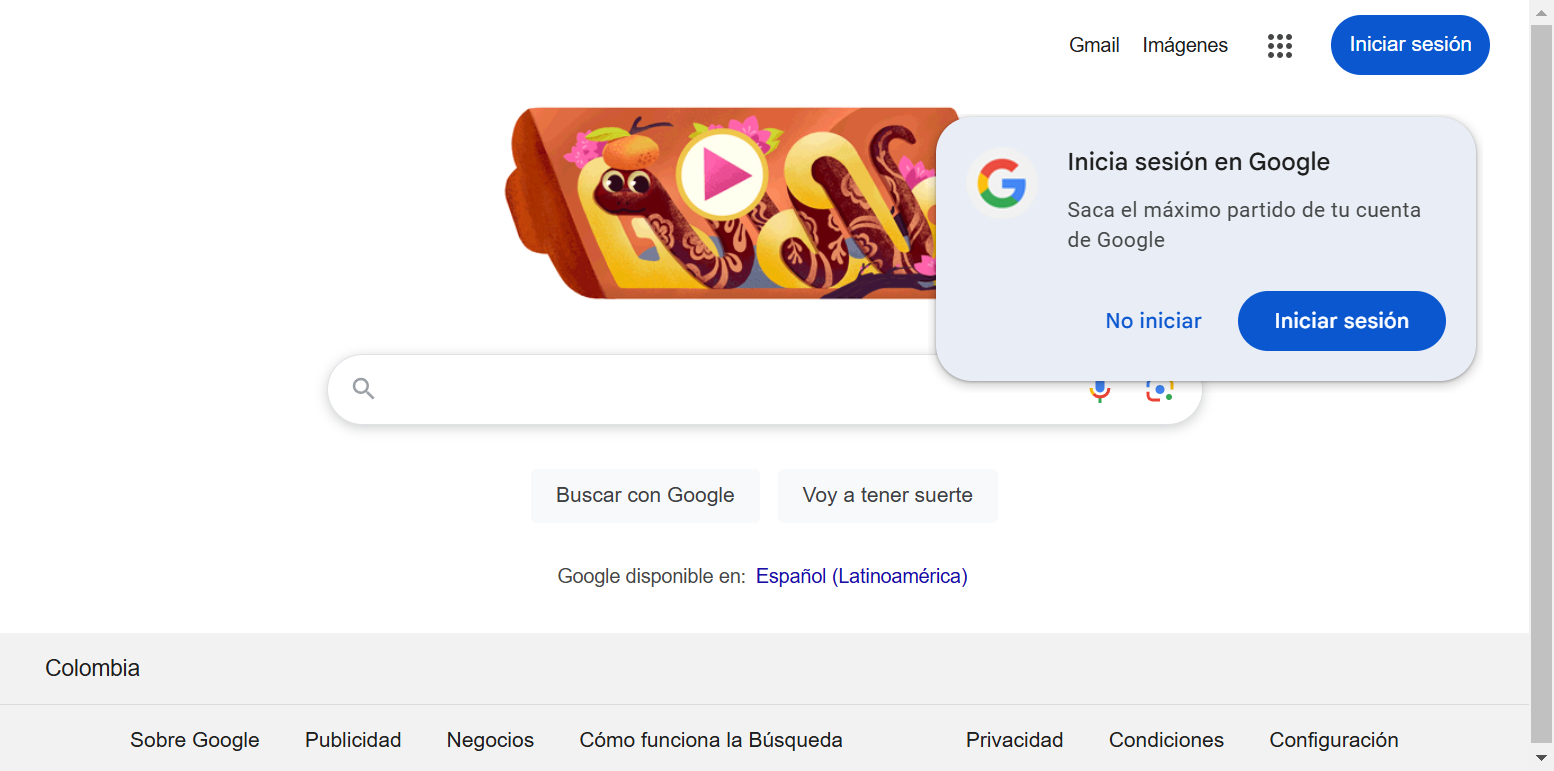 Gmail Imágenes Iniciar sesión
Inicia sesión en Google
Saca el máximo partido de tu cuenta
de Google
No iniciar Iniciar sesión
Buscar con Google Voy a tener suerte
Google disponible en: Español (Latinoamérica)
Colombia
Sobre Google Publicidad Negocios Cómo funciona la Búsqueda Privacidad Condiciones Configuración